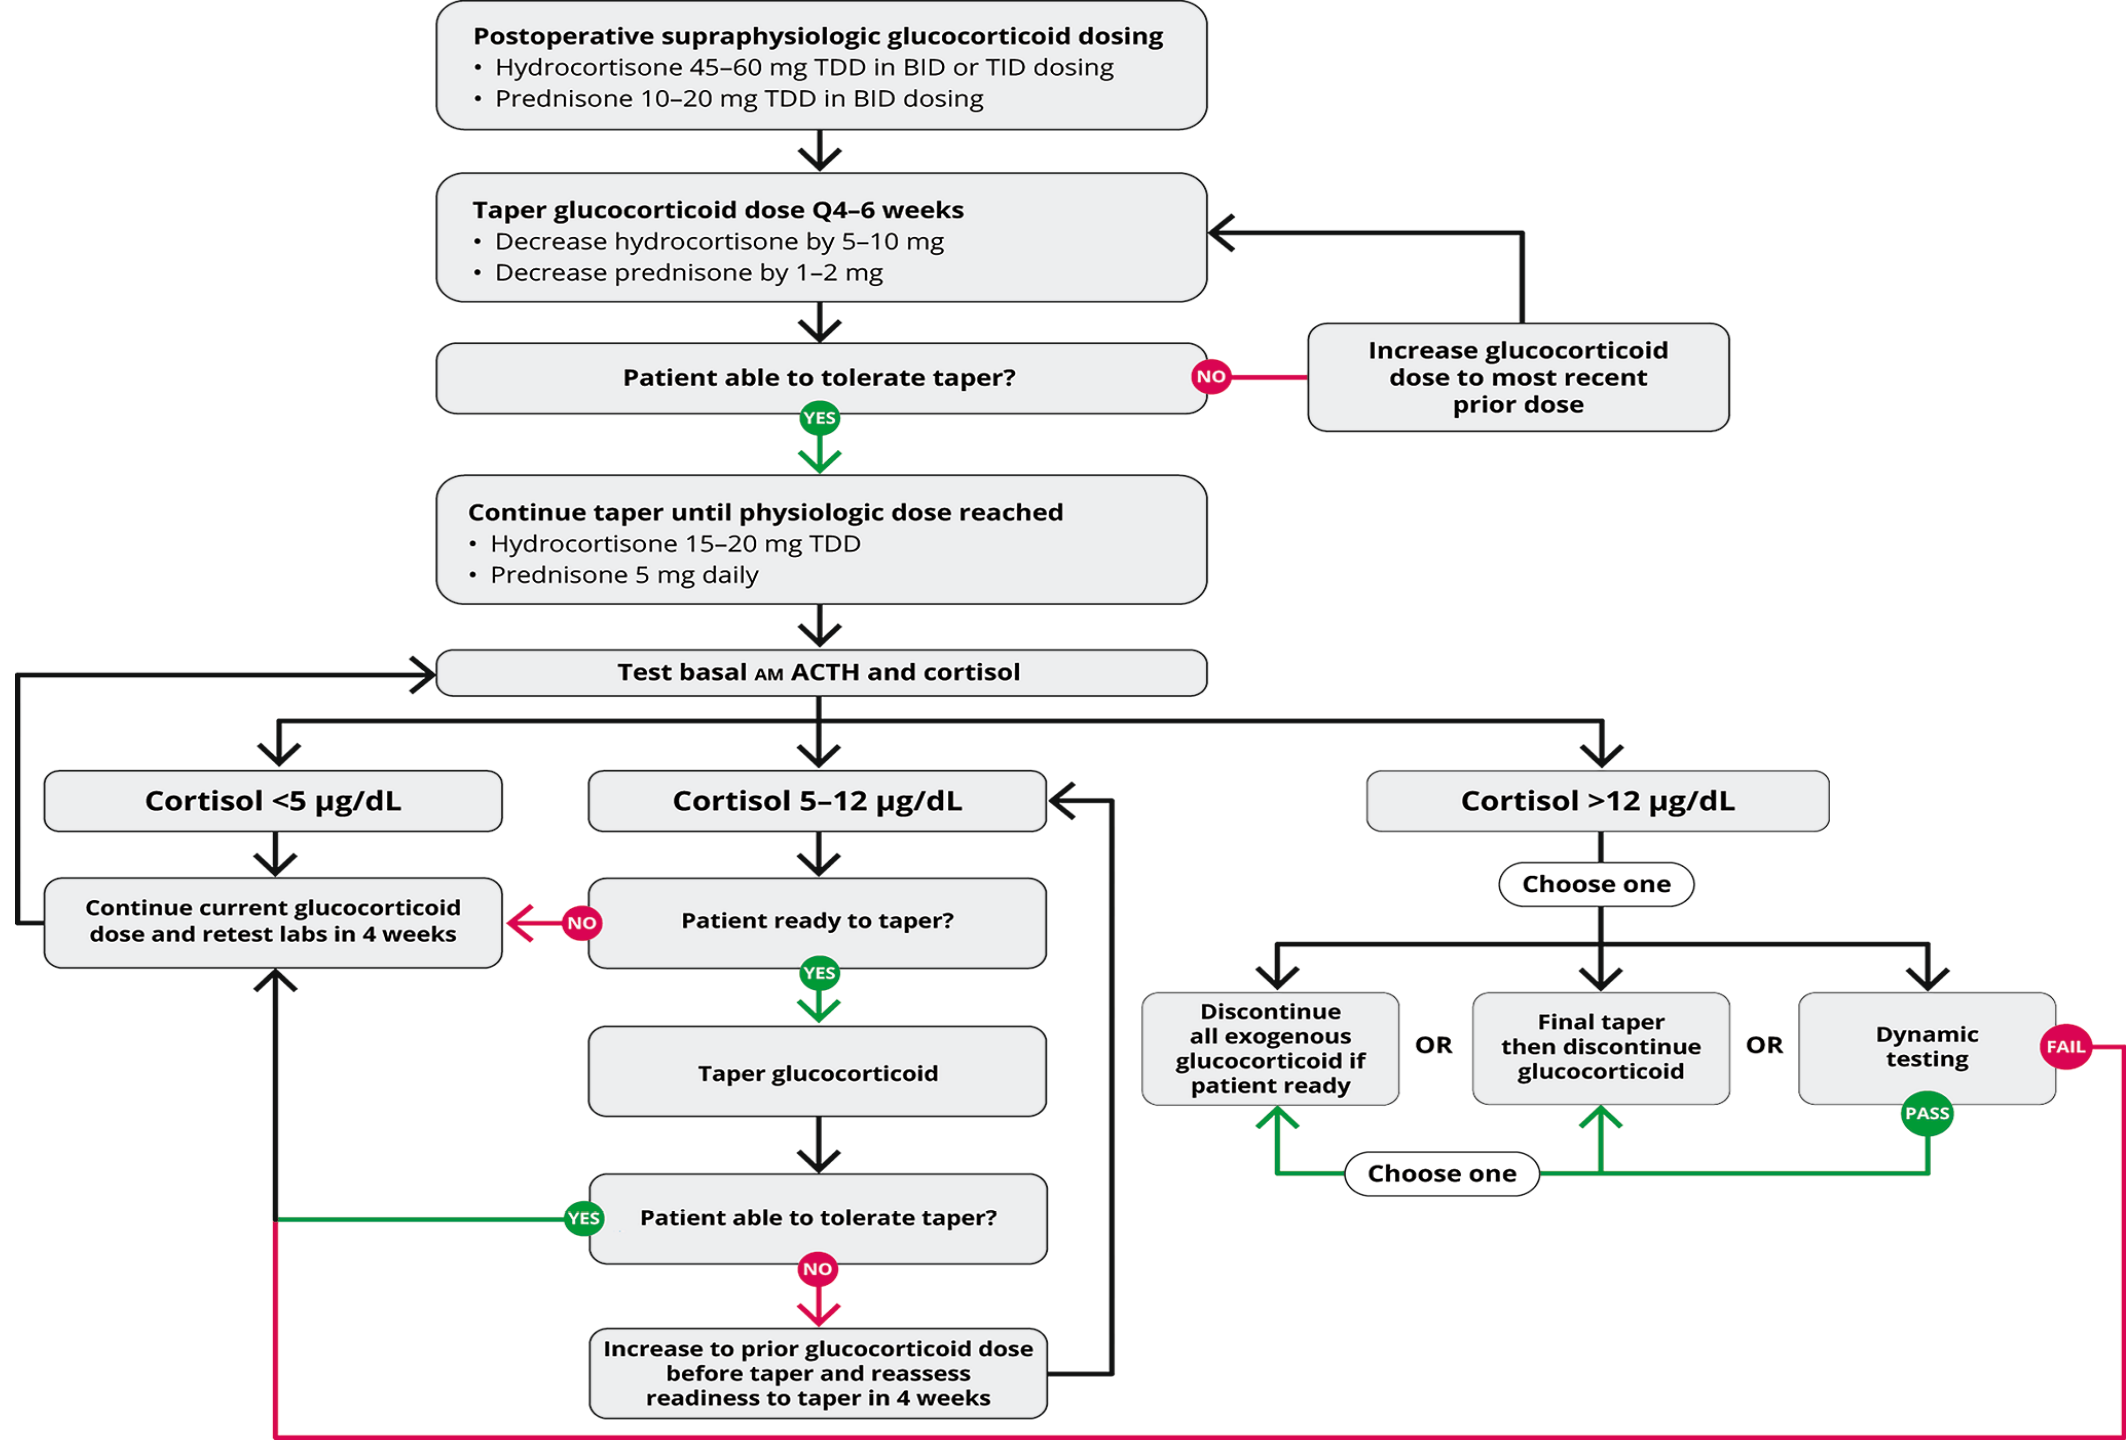 Postoperative supraphysiologic glucocorticoid dosing
• Hydrocortisone 45–60 mg TDD in BID or TID dosing
• Prednisone 10–20 mg TDD in BID dosing
Taper glucocorticoid dose Q4–6 weeks
• Decrease hydrocortisone by 5–10 mg
• Decrease prednisone by 1–2 mg
Patient able to tolerate taper?
NO
Increase glucocorticoid
dose to most recent
prior dose
YES
Continue taper until physiologic dose reached
• Hydrocortisone 15–20 mg TDD
• Prednisone 5 mg daily
Test basal AM ACTH and cortisol
Cortisol <5 µg/dL
Cortisol 5–12 µg/dL
Cortisol >12 µg/dL
Choose one
Continue current glucocorticoid
dose and retest labs in 4 weeks
NO
Patient ready to taper?
YES
Discontinue
all exogenous
glucocorticoid if
patient ready
OR
Final taper
then discontinue
glucocorticoid
OR
Dynamic
testing
FAIL
PASS
Choose one
Taper glucocorticoid
YES
Patient able to tolerate taper?
NO
Increase to prior glucocorticoid dose
before taper and reassess
readiness to taper in 4 weeks